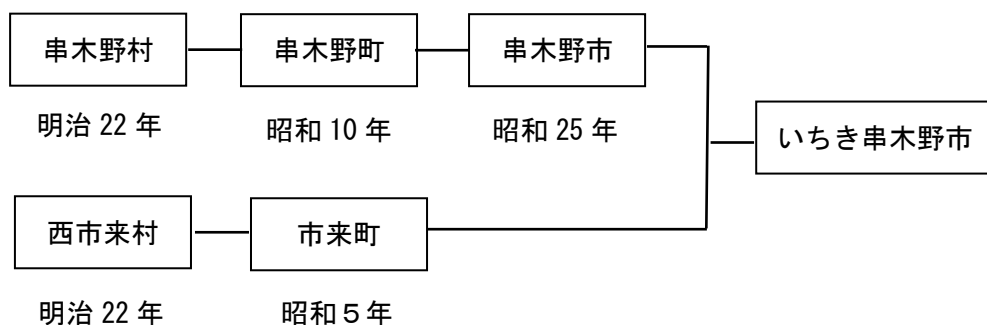 串木野村
串木野町
串木野市
明治 22 年
昭和 10 年
昭和 25 年
いちき串木野市
西市来村
市来町
明治 22 年
昭和５年